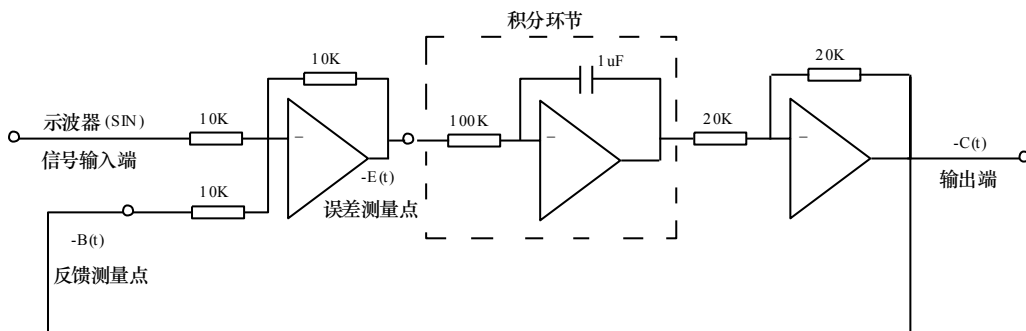 积分环节
10K
1uF
20K
示波器(SIN)
10K
100K
20K
-C(t)
信号输入端
-E(t)
输出端
10K
误差测量点
-B(t)
反馈测量点